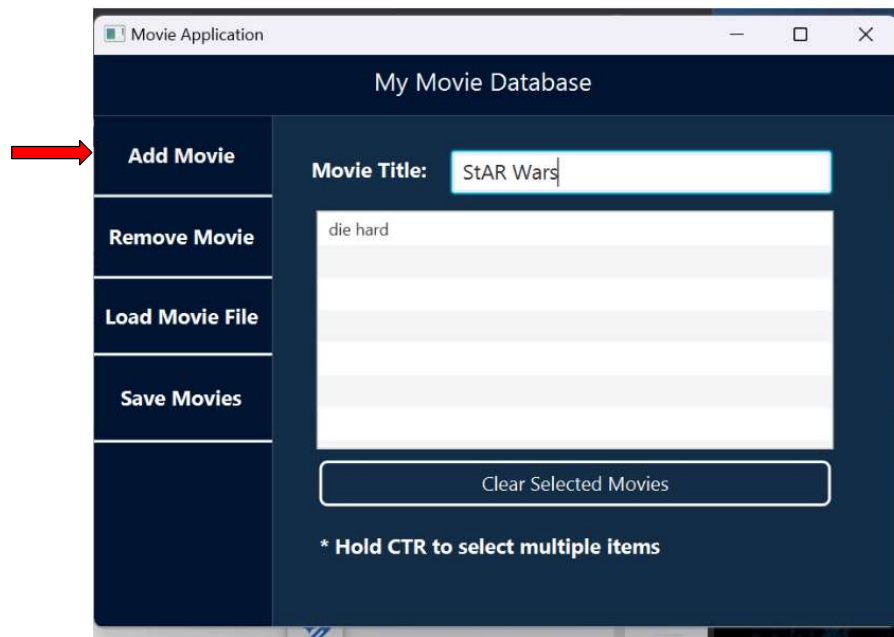 Movie Application
My Movie Database
Add Movie
Movie Title: StAR Wars
Remove Movie
die hard
Load Movie File
Save Movies
Clear Selected Movies
* Hold CTR to select multiple items